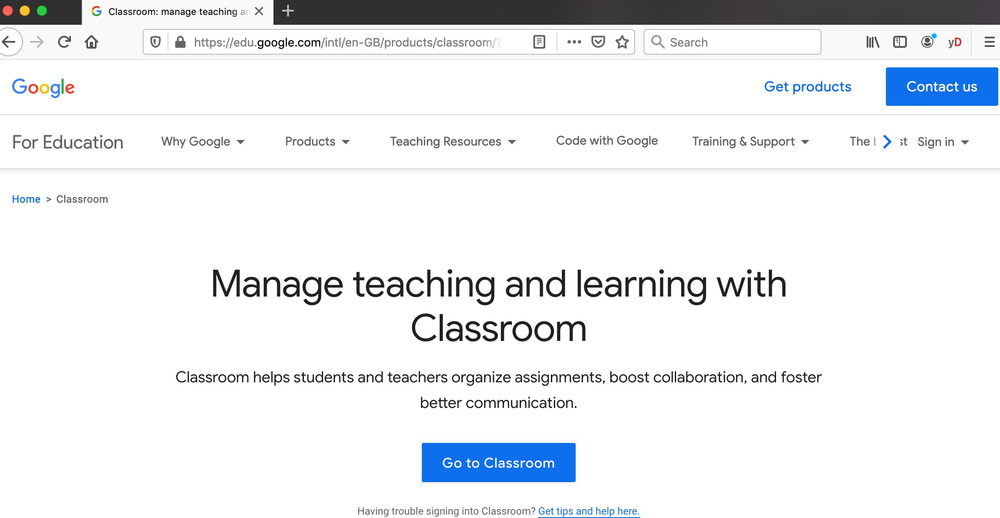 Classroom: manage teaching
https://edu.google.com/intl/en-GB/products/classroom/?
Search
yD
Google
Get products
Contact us
For Education
Why Google
Products
Teaching Resources
Code with Google
Training & Support
The
Sign in
Home > Classroom
Manage teaching and learning with
Classroom
Classroom helps students and teachers organize assignments, boost collaboration, and foster
better communication.
Go to Classroom
Having trouble signing into Classroom? Get tips and help here.